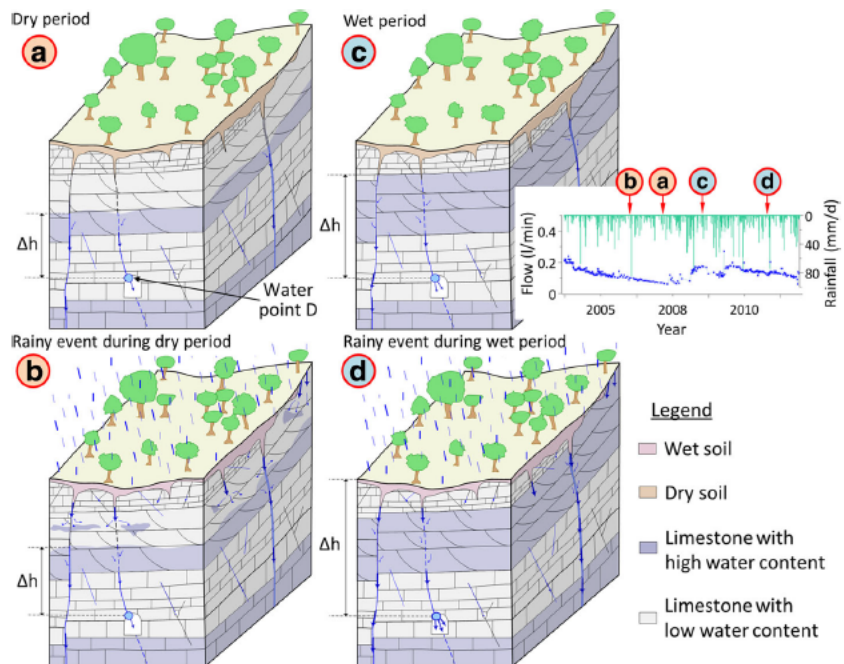 Dry period
a
Δh
Water
point D
Wet period
c
Δh
b a c d
Flow (l/min)
0.4
0.2
0
2005 2008 2010
Year
0
40
80
Rainfall (mm/d)
Rainy event during dry period
b
Δh
Rainy event during wet period
d
Δh
Legend
Wet soil
Dry soil
Limestone with
high water content
Limestone with
low water content